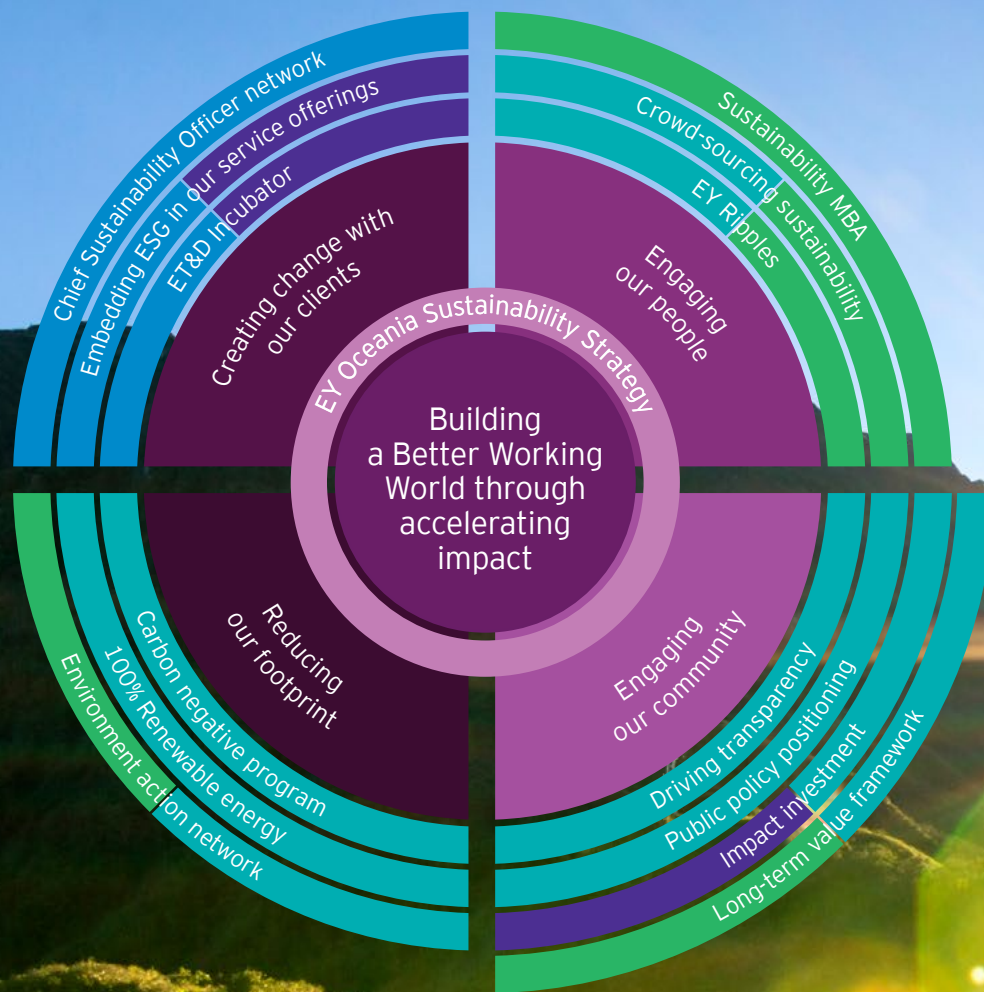 Chief Sustainability Officer network
Embedding ESG in our service offerings
ET&D Incubator
Creating change with
our clients
Sustainability MBA
Crowd-sourcing sustainability
EY Ripples
Engaging
our people
EY Oceania Sustainability Strategy
Building
a Better Working
World through
accelerating
impact
Reducing
our footprint
Carbon negative program
100% Renewable energy
Environment action network
Engaging
our community
Driving transparency
Public policy positioning
Impact investment
Long-term value framework